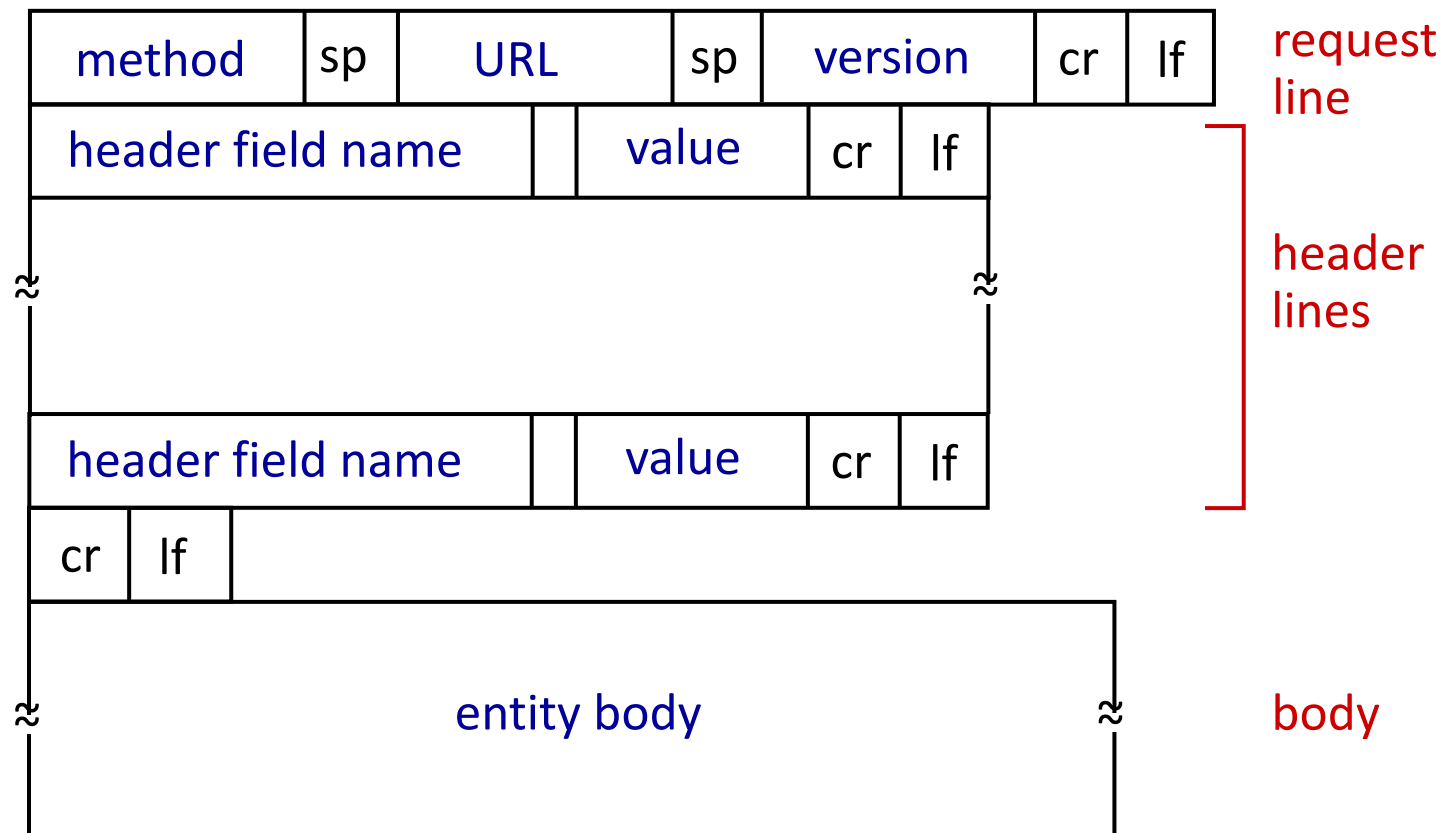 method sp URL sp version cr lf
request
line
header field name value cr lf
header
lines
header field name value cr lf
cr lf
entity body
body